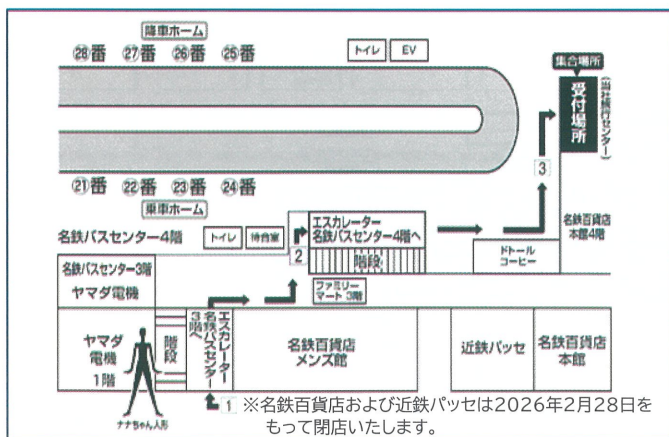 降車ホーム
㉘番 ㉗番 ㉖番 ㉕番
トイレ EV
集合場所
受付場所
(当社旅行センター)
㉑番 ㉒番 ㉓番 ㉔番
乗車ホーム
3
名鉄百貨店
本館4階
名鉄バスセンター4階
トイレ
待合室
2
エスカレーター
名鉄バスセンター4階へ
階段
ドトール
コーヒー
名鉄バスセンター3階
ヤマダ電機
ファミリー
マート3階
ヤマダ
電機
1階
階段
エスカレーター
名鉄バスセンター
3階へ
名鉄百貨店
メンズ館
近鉄パッセ
名鉄百貨店
本館
ナナちゃん人形
1
※名鉄百貨店および近鉄パッセは2026年2月28日を
もって閉店いたします。